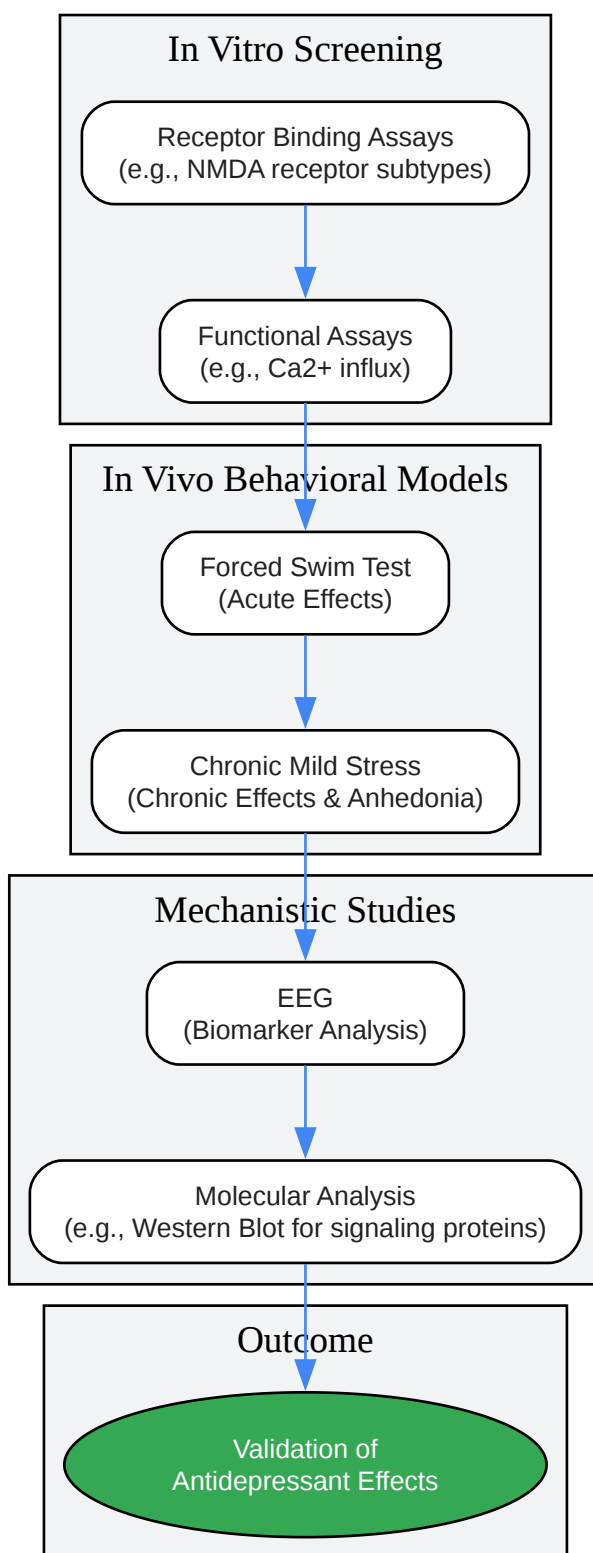 In Vitro Screening
Receptor Binding Assays
(e.g., NMDA receptor subtypes)
Functional Assays
(e.g., Ca2+ influx)
In Vivo Behavioral Models
Forced Swim Test
(Acute Effects)
Chronic Mild Stress
(Chronic Effects & Anhedonia)
Mechanistic Studies
EEG
(Biomarker Analysis)
Molecular Analysis
(e.g., Western Blot for signaling proteins)
Outcome
Validation of
Antidepressant Effects